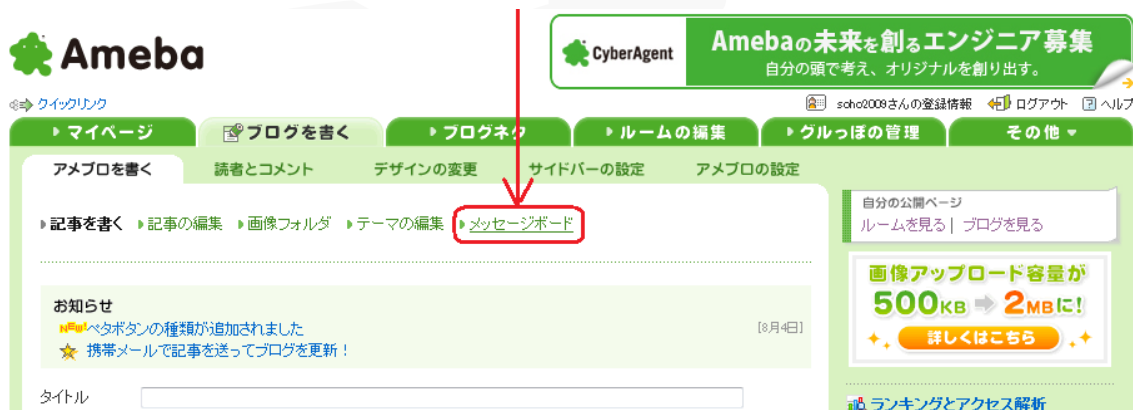 Ameba
CyberAgent
Amebaの未来を創るエンジニア募集
自分の頭で考え、オリジナルを創り出す。
クイックリンク
soho2009さんの登録情報 ログアウト ヘルプ
マイページ ブログを書く ブログネタ ルームの編集 グルっぽの管理 その他
アメブロを書く 読者とコメント デザインの変更 サイドバーの設定 アメブロの設定
記事を書く 記事の編集 画像フォルダ テーマの編集 メッセージボード
自分の公開ページ
ルームを見る | ブログを見る
画像アップロード容量が
500KB 2MBに!
詳しくはこちら
お知らせ
NEW!ペタボタンの種類が追加されました [8月4日]
携帯メールで記事を送ってブログを更新!
タイトル
ランキングとアクセス解析